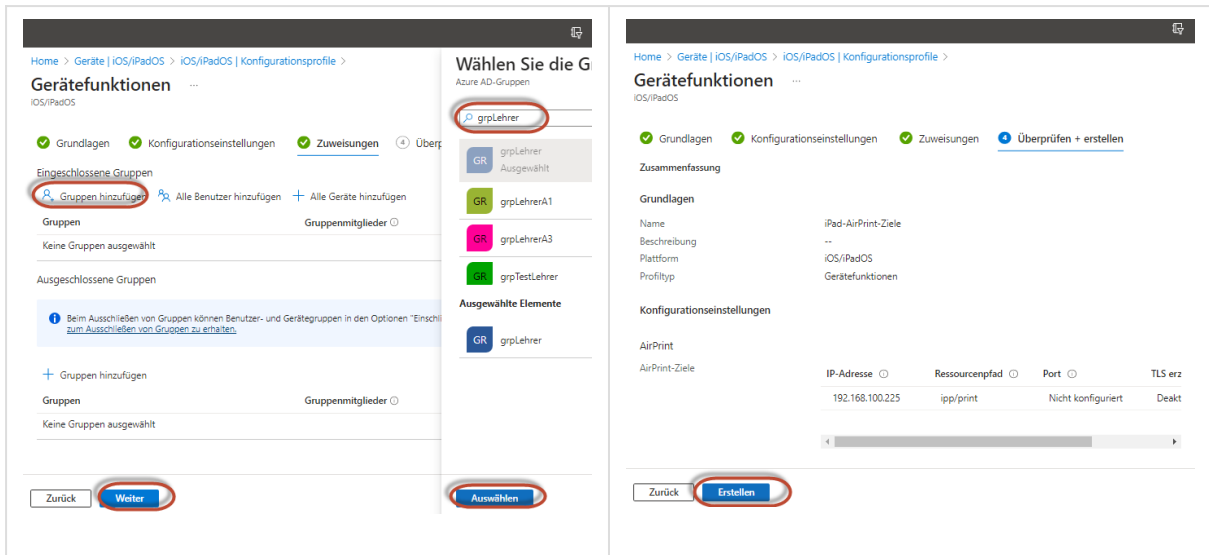 Home > Geräte | iOS/iPadOS > iOS/iPadOS | Konfigurationsprofile >
Gerätefunktionen ...
iOS/iPadOS
Grundlagen Konfigurationseinstellungen Zuweisungen 4 Überp
Eingeschlossene Gruppen
Gruppen hinzufügen Alle Benutzer hinzufügen + Alle Geräte hinzufügen
Gruppen Gruppenmitglieder
Keine Gruppen ausgewählt
Ausgeschlossene Gruppen
Beim Ausschließen von Gruppen können Benutzer- und Gerätegruppen in den Optionen "Einschli
zum Ausschließen von Gruppen zu erhalten.
+ Gruppen hinzufügen
Gruppen Gruppenmitglieder
Keine Gruppen ausgewählt
Zurück Weiter
Wählen Sie die G
Azure AD-Gruppen
grpLehrer
GR grpLehrer
Ausgewählt
GR grpLehrerA1
GR grpLehrerA3
GR grpTestLehrer
Ausgewählte Elemente
GR grpLehrer
Auswählen
Home > Geräte | iOS/iPadOS > iOS/iPadOS | Konfigurationsprofile >
Gerätefunktionen ...
iOS/iPadOS
Grundlagen Konfigurationseinstellungen Zuweisungen 4 Überprüfen + erstellen
Zusammenfassung
Grundlagen
Name iPad-AirPrint-Ziele
Beschreibung --
Plattform iOS/iPadOS
Profiltyp Gerätefunktionen
Konfigurationseinstellungen
AirPrint
AirPrint-Ziele
IP-Adresse Ressourcenpfad Port TLS erz
192.168.100.225 ipp/print Nicht konfiguriert Deakt
Zurück Erstellen